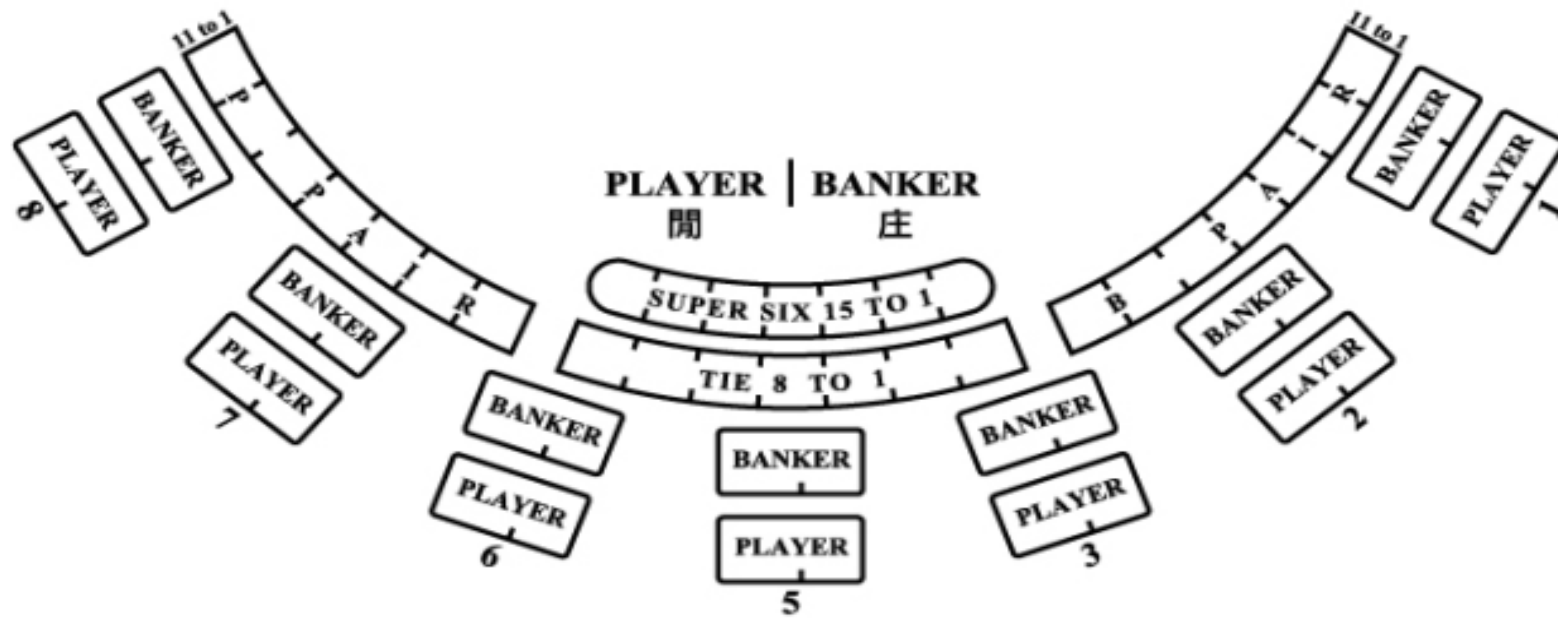 11 to 1
11 to 1
P P A I R
B P A I R
PLAYER | BANKER
閒 庄
SUPER SIX 15 TO 1
TIE 8 TO 1
BANKER
PLAYER
8
BANKER
PLAYER
7
BANKER
PLAYER
6
BANKER
PLAYER
5
BANKER
PLAYER
3
BANKER
PLAYER
2
BANKER
PLAYER
1